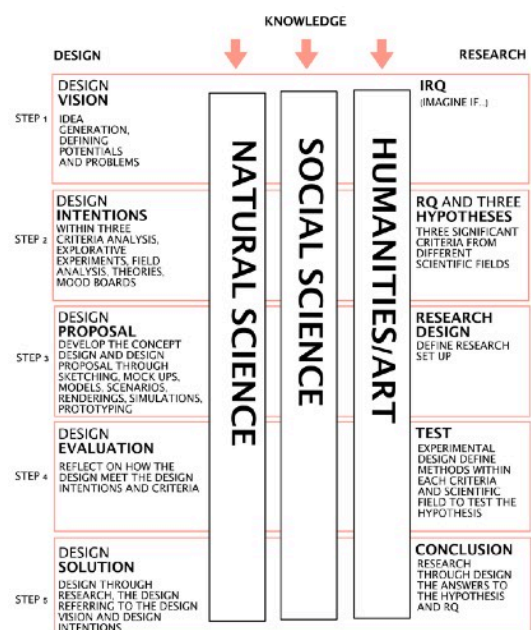 KNOWLEDGE
DESIGN
RESEARCH
STEP 1
DESIGN
VISION
IDEA
GENERATION,
DEFINING
POTENTIALS
AND PROBLEMS
NATURAL SCIENCE
SOCIAL SCIENCE
HUMANITIES/ART
IRQ
(IMAGINE IF...)
STEP 2
DESIGN
INTENTIONS
WITHIN THREE
CRITERIA ANALYSIS,
EXPLORATIVE
EXPERIMENTS, FIELD
ANALYSIS, THEORIES,
MOOD BOARDS
RQ AND THREE
HYPOTHESES
THREE SIGNIFICANT
CRITERIA FROM
DIFFERENT
SCIENTIFIC FIELDS
STEP 3
DESIGN
PROPOSAL
DEVELOP THE CONCEPT
DESIGN AND DESIGN
PROPOSAL THROUGH
SKETCHING, MOCK UPS,
MODELS, SCENARIOS,
RENDERINGS, SIMULATIONS,
PROTOTYPING
RESEARCH
DESIGN
DEFINE RESEARCH
SET UP
STEP 4
DESIGN
EVALUATION
REFLECT ON HOW THE
DESIGN MEET THE DESIGN
INTENTIONS AND CRITERIA
TEST
EXPERIMENTAL
DESIGN DEFINE
METHODS WITHIN
EACH CRITERIA
AND SCIENTIFIC
FIELD TO TEST THE
HYPOTHESIS
STEP 5
DESIGN
SOLUTION
DESIGN THROUGH
RESEARCH, THE DESIGN
REFERRING TO THE DESIGN
VISION AND DESIGN
INTENTIONS
CONCLUSION
RESEARCH
THROUGH DESIGN
THE ANSWERS TO
THE HYPOTHESIS
AND RQ